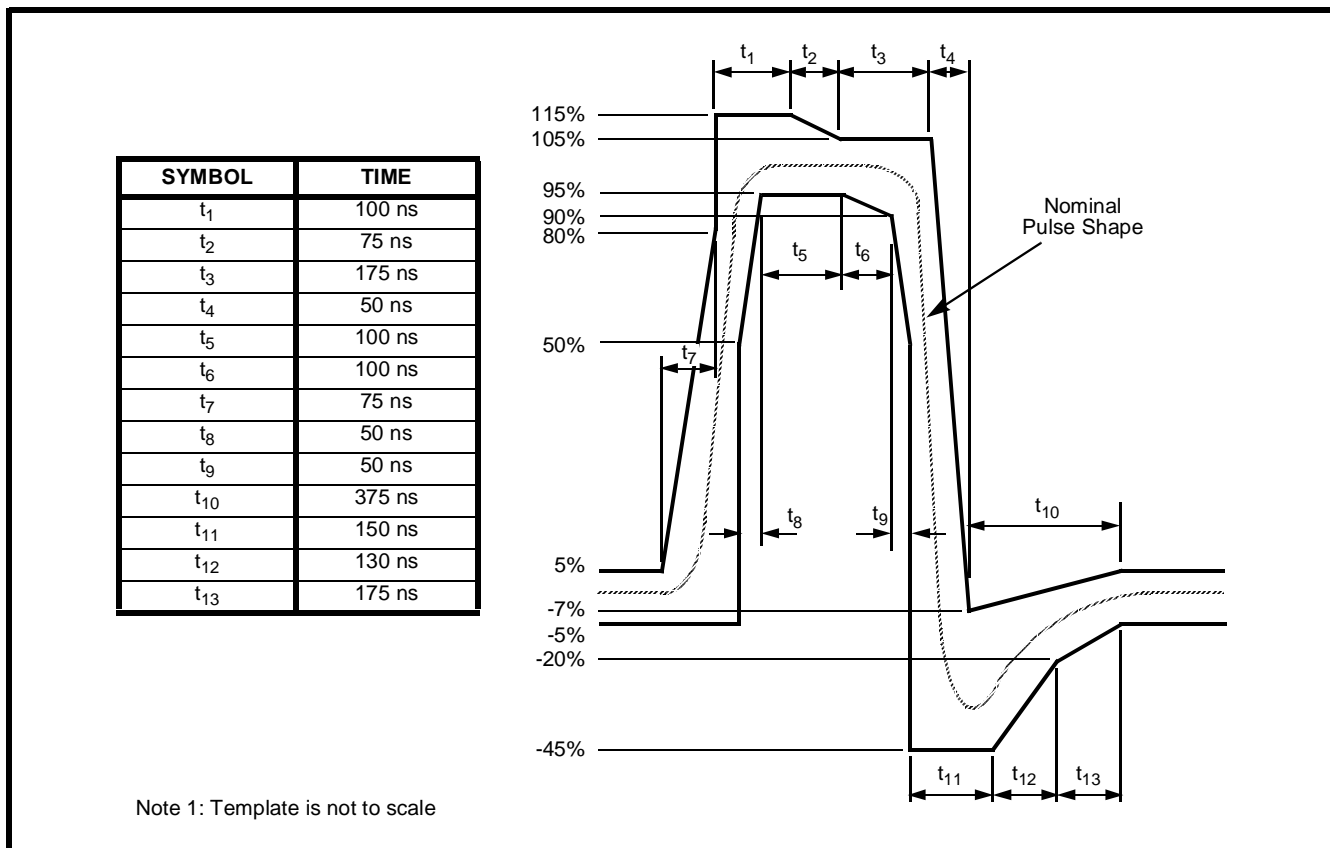 SYMBOL TIME
t1 100 ns
t2 75 ns
t3 175 ns
t4 50 ns
t5 100 ns
t6 100 ns
t7 75 ns
t8 50 ns
t9 50 ns
t10 375 ns
t11 150 ns
t12 130 ns
t13 175 ns
Note 1: Template is not to scale
t1 t2 t3 t4
115%
105%
95%
90%
80%
Nominal
Pulse Shape
t5 t6
50%
t7
t8 t9 t10
5%
-7%
-5%
-20%
-45%
t11 t12 t13